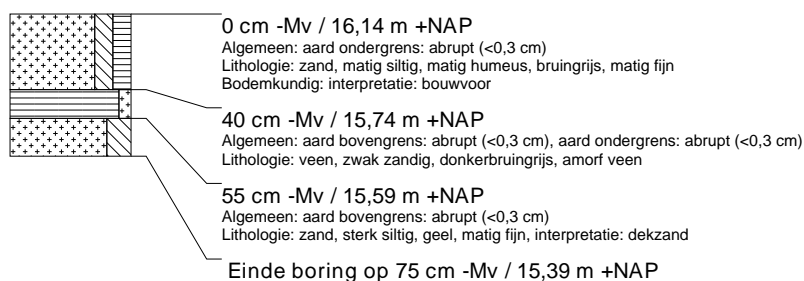 0 cm -Mv / 16,14 m +NAP
Algemeen: aard ondergrens: abrupt (<0,3 cm)
Lithologie: zand, matig siltig, matig humeus, bruingrijs, matig fijn
Bodemkundig: interpretatie: bouwvoor
40 cm -Mv / 15,74 m +NAP
Algemeen: aard bovengrens: abrupt (<0,3 cm), aard ondergrens: abrupt (<0,3 cm)
Lithologie: veen, zwak zandig, donkerbruingrijs, amorf veen
55 cm -Mv / 15,59 m +NAP
Algemeen: aard bovengrens: abrupt (<0,3 cm)
Lithologie: zand, sterk siltig, geel, matig fijn, interpretatie: dekzand
Einde boring op 75 cm -Mv / 15,39 m +NAP